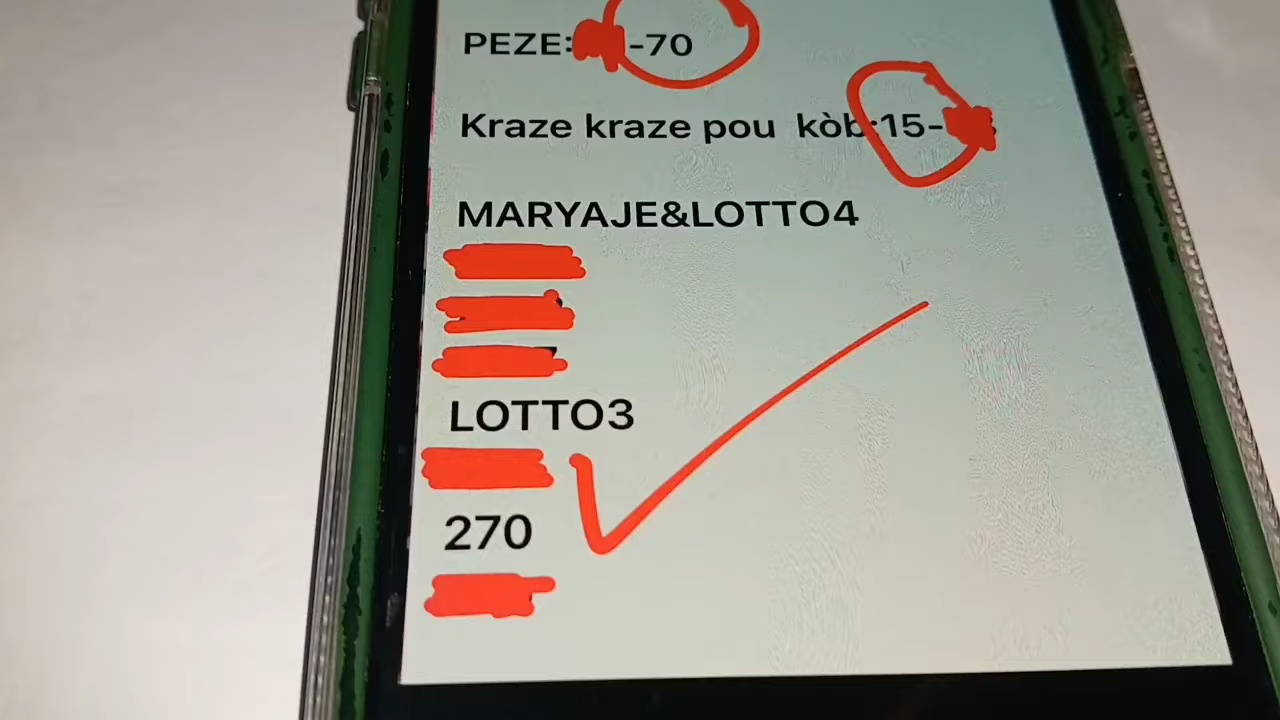 PEZE: -70
Kraze kraze pou kòb:15-
MARYAJE&LOTTO4
LOTTO3
270